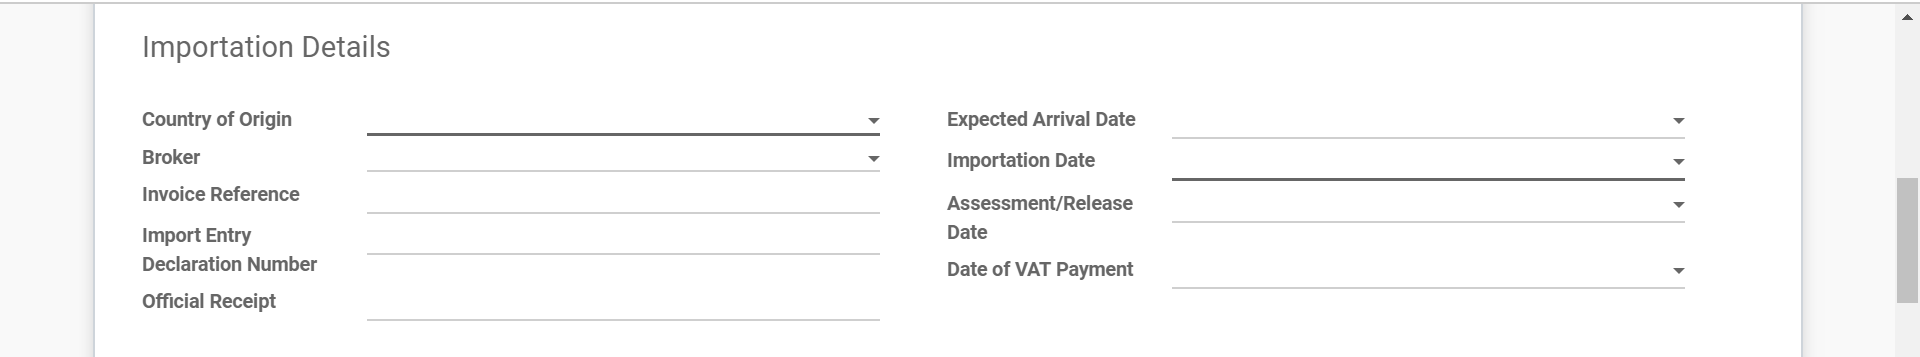 Importation Details
Country of Origin
Broker
Invoice Reference
Import Entry
Declaration Number
Official Receipt
Expected Arrival Date
Importation Date
Assessment/Release
Date
Date of VAT Payment